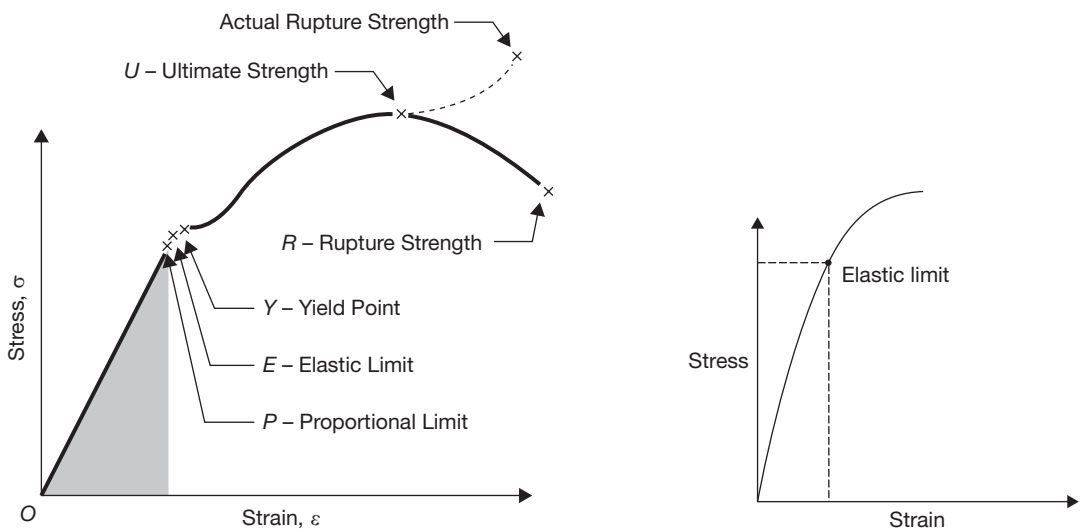 Actual Rupture Strength
U – Ultimate Strength
R – Rupture Strength
Y – Yield Point
E – Elastic Limit
P – Proportional Limit
Stress, σ
O
Strain, ε
Elastic limit
Stress
Strain